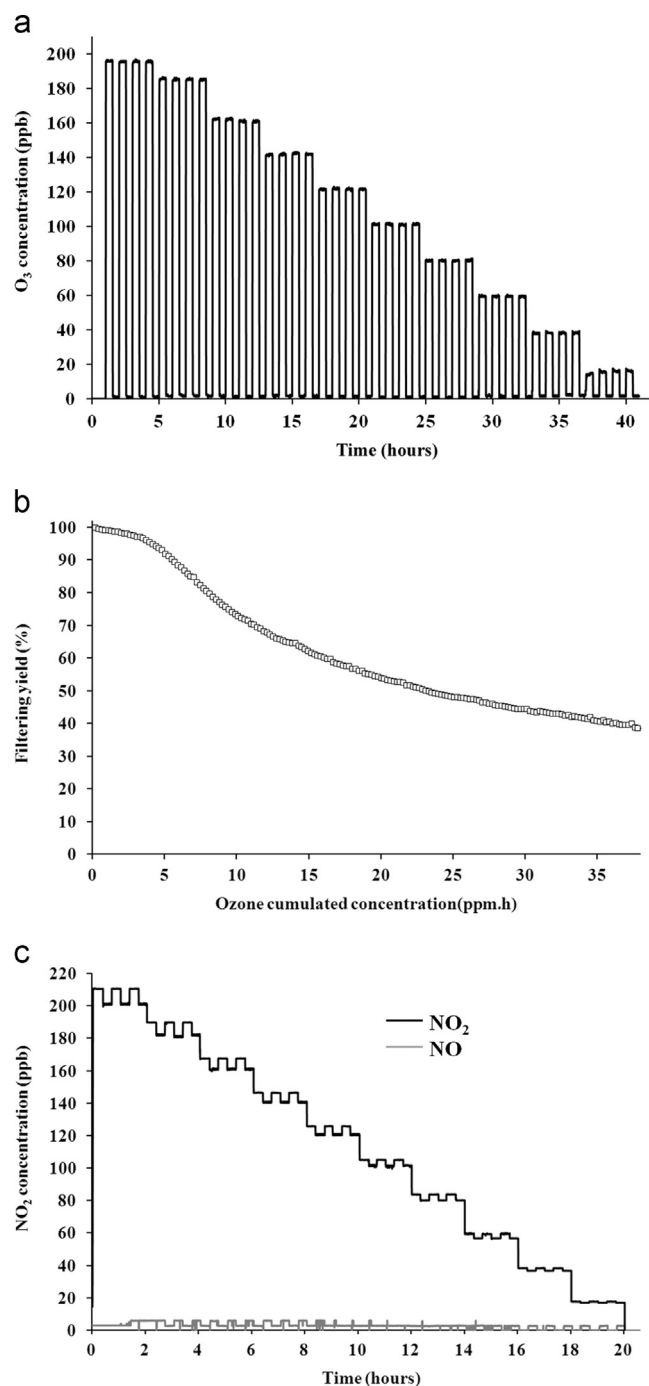 a
O3 concentration (ppb)
200
180
160
140
120
100
80
60
40
20
0
0 5 10 15 20 25 30 35 40
Time (hours)
b
Filtering yield (%)
100
90
80
70
60
50
40
30
20
10
0
0 5 10 15 20 25 30 35
Ozone cumulated concentration(ppm.h)
c
NO2 concentration (ppb)
220
200
180
160
140
120
100
80
60
40
20
0
NO2
NO
0 2 4 6 8 10 12 14 16 18 20
Time (hours)